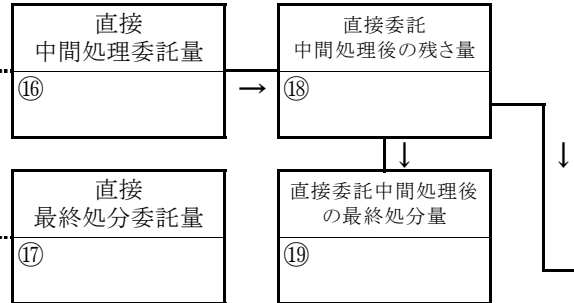 直接
中間処理委託量
⑯
→
直接委託
中間処理後の残さ量
⑱
↓
↓
直接
最終処分委託量
⑰
直接委託中間処理後
の最終処分量
⑲